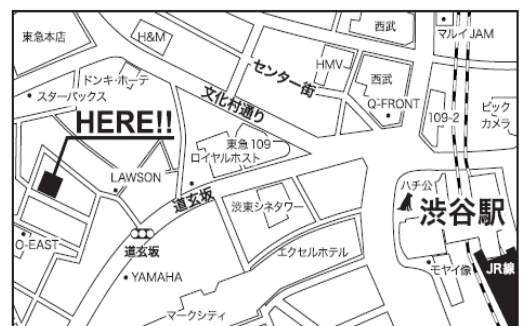 東急本店
H&M
西武
マルイJAM
ドンキ・ホーテ
スターバックス
センター街
HMV
西武
文化村通り
Q-FRONT
109-2
ビック
カメラ
HERE!!
東急109
ロイヤルホスト
LAWSON
道玄坂
渋東シネタワー
ハチ公
渋谷駅
O-EAST
道玄坂
エクセルホテル
YAMAHA
モヤイ像
JR線
マークシティ